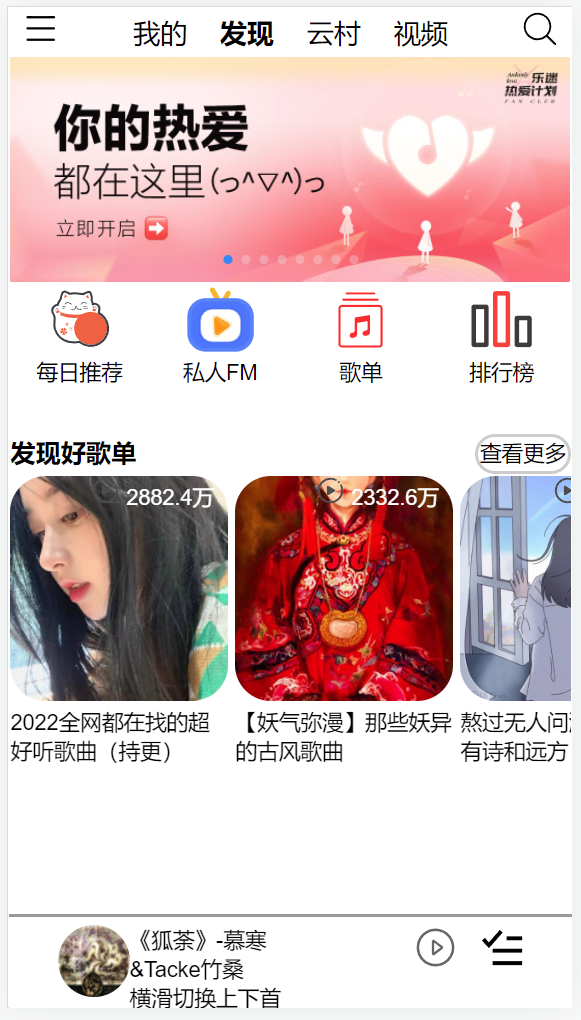 我的 发现 云村 视频
Authentic love 乐迷
热爱计划
FAN CLUB
你的热爱
都在这里(っ^▽^)っ
立即开启
每日推荐 私人FM 歌单 排行榜
发现好歌单 查看更多
2882.4万 2332.6万
2022全网都在找的超 【妖气弥漫】那些妖异 熬过无人问
好听歌曲（持更） 的古风歌曲 有诗和远方
《狐荼》-慕寒
&Tacke竹桑
横滑切换上下首